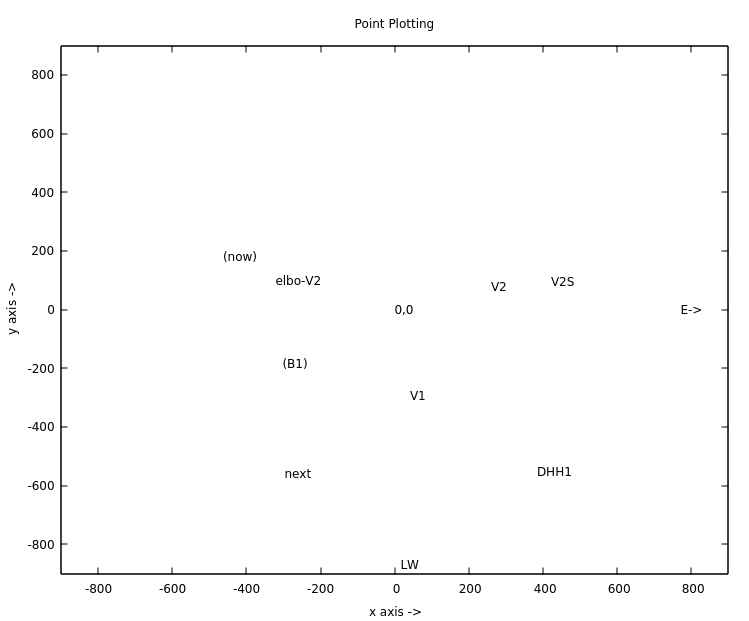 Point Plotting
800
600
400
200
(now)
elbo-V2
V2S
V2
0
0,0
E->
y axis ->
-200
(B1)
V1
-400
next
DHH1
-600
-800
LW
-800 -600 -400 -200 0 200 400 600 800
x axis ->